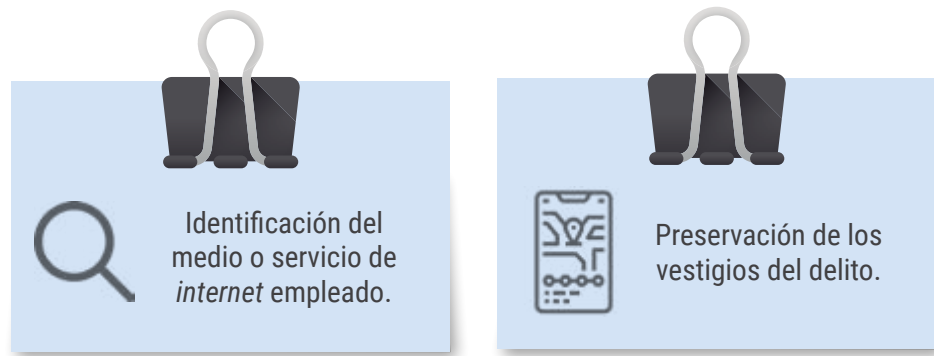 Identificación del
medio o servicio de
internet empleado.
Preservación de los
vestigios del delito.